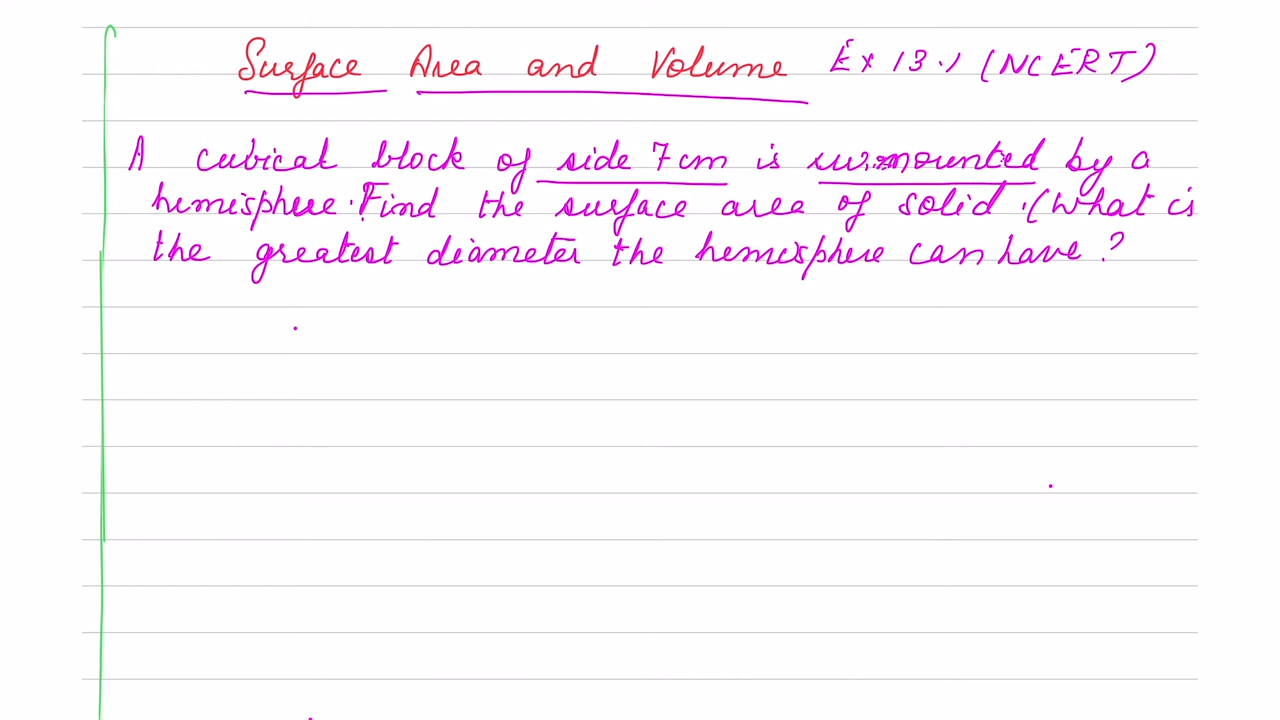 Surface Area and Volume Ex 13.1 (NCERT)
A cubical block of side 7cm is surmounted by a
hemisphere. Find the surface area of solid. (What is
the greatest diameter the hemisphere can have?